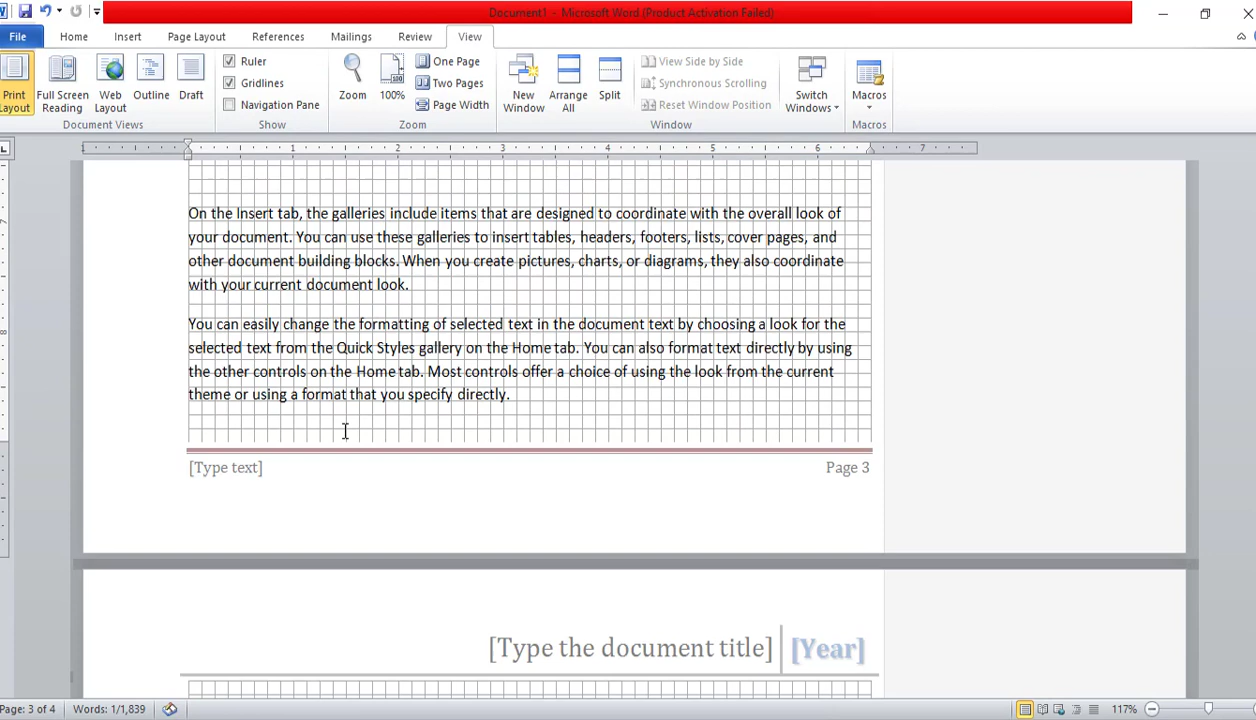 Document1 - Microsoft Word (Product Activation Failed)
File Home Insert Page Layout References Mailings Review View
Print Layout
Full Screen Reading
Web Layout
Outline
Draft
Document Views
Ruler
Gridlines
Navigation Pane
Show
Zoom
100%
One Page
Two Pages
Page Width
Zoom
New Window
Arrange All
Split
View Side by Side
Synchronous Scrolling
Reset Window Position
Window
Switch Windows
Macros
Macros
1 1 2 3 4 5 6 7
On the Insert tab, the galleries include items that are designed to coordinate with the overall look of
your document. You can use these galleries to insert tables, headers, footers, lists, cover pages, and
other document building blocks. When you create pictures, charts, or diagrams, they also coordinate
with your current document look.
You can easily change the formatting of selected text in the document text by choosing a look for the
selected text from the Quick Styles gallery on the Home tab. You can also format text directly by using
the other controls on the Home tab. Most controls offer a choice of using the look from the current
theme or using a format that you specify directly.
[Type text] Page 3
[Type the document title] [Year]
Page: 3 of 4 Words: 1/1,839 117%